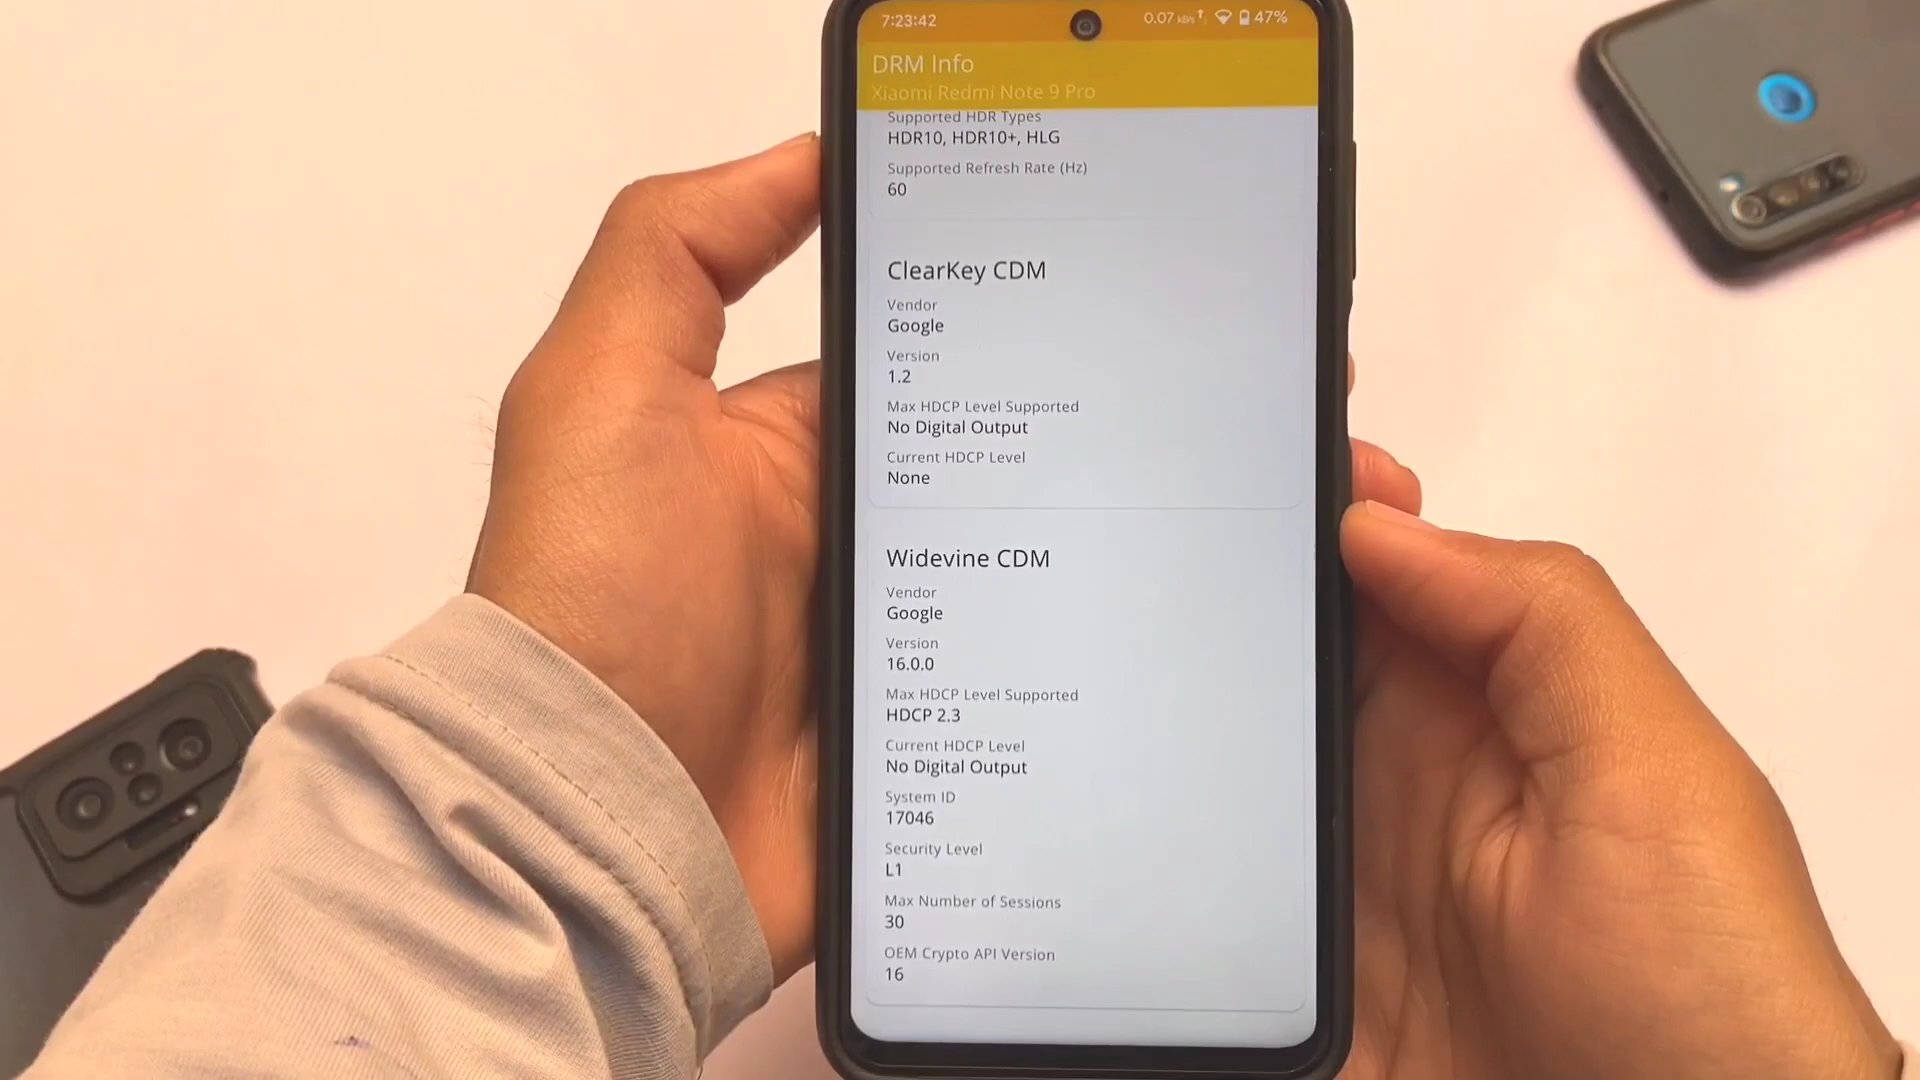 7:23:42
0.07 kB/s 47%
DRM Info
Xiaomi Redmi Note 9 Pro
Supported HDR Types
HDR10, HDR10+, HLG
Supported Refresh Rate (Hz)
60
ClearKey CDM
Vendor
Google
Version
1.2
Max HDCP Level Supported
No Digital Output
Current HDCP Level
None
Widevine CDM
Vendor
Google
Version
16.0.0
Max HDCP Level Supported
HDCP 2.3
Current HDCP Level
No Digital Output
System ID
17046
Security Level
L1
Max Number of Sessions
30
OEM Crypto API Version
16